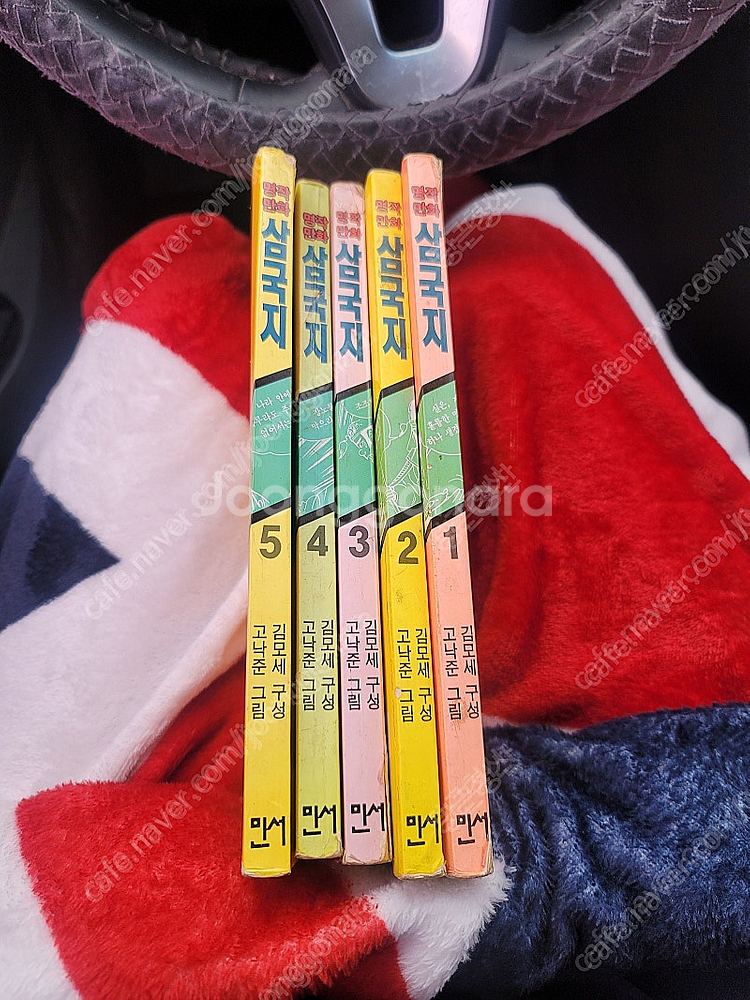 명작
만화
삼국지
나라 안에
5
김모세 구성
고낙준 그림
민서
명작
만화
삼국지
4
김모세 구성
고낙준 그림
민서
명작
만화
삼국지
3
김모세 구성
고낙준 그림
민서
명작
만화
삼국지
2
김모세 구성
고낙준 그림
민서
명작
만화
삼국지
1
김모세 구성
고낙준 그림
민서
Joonggonara
cafe.naver.com/joonggonara